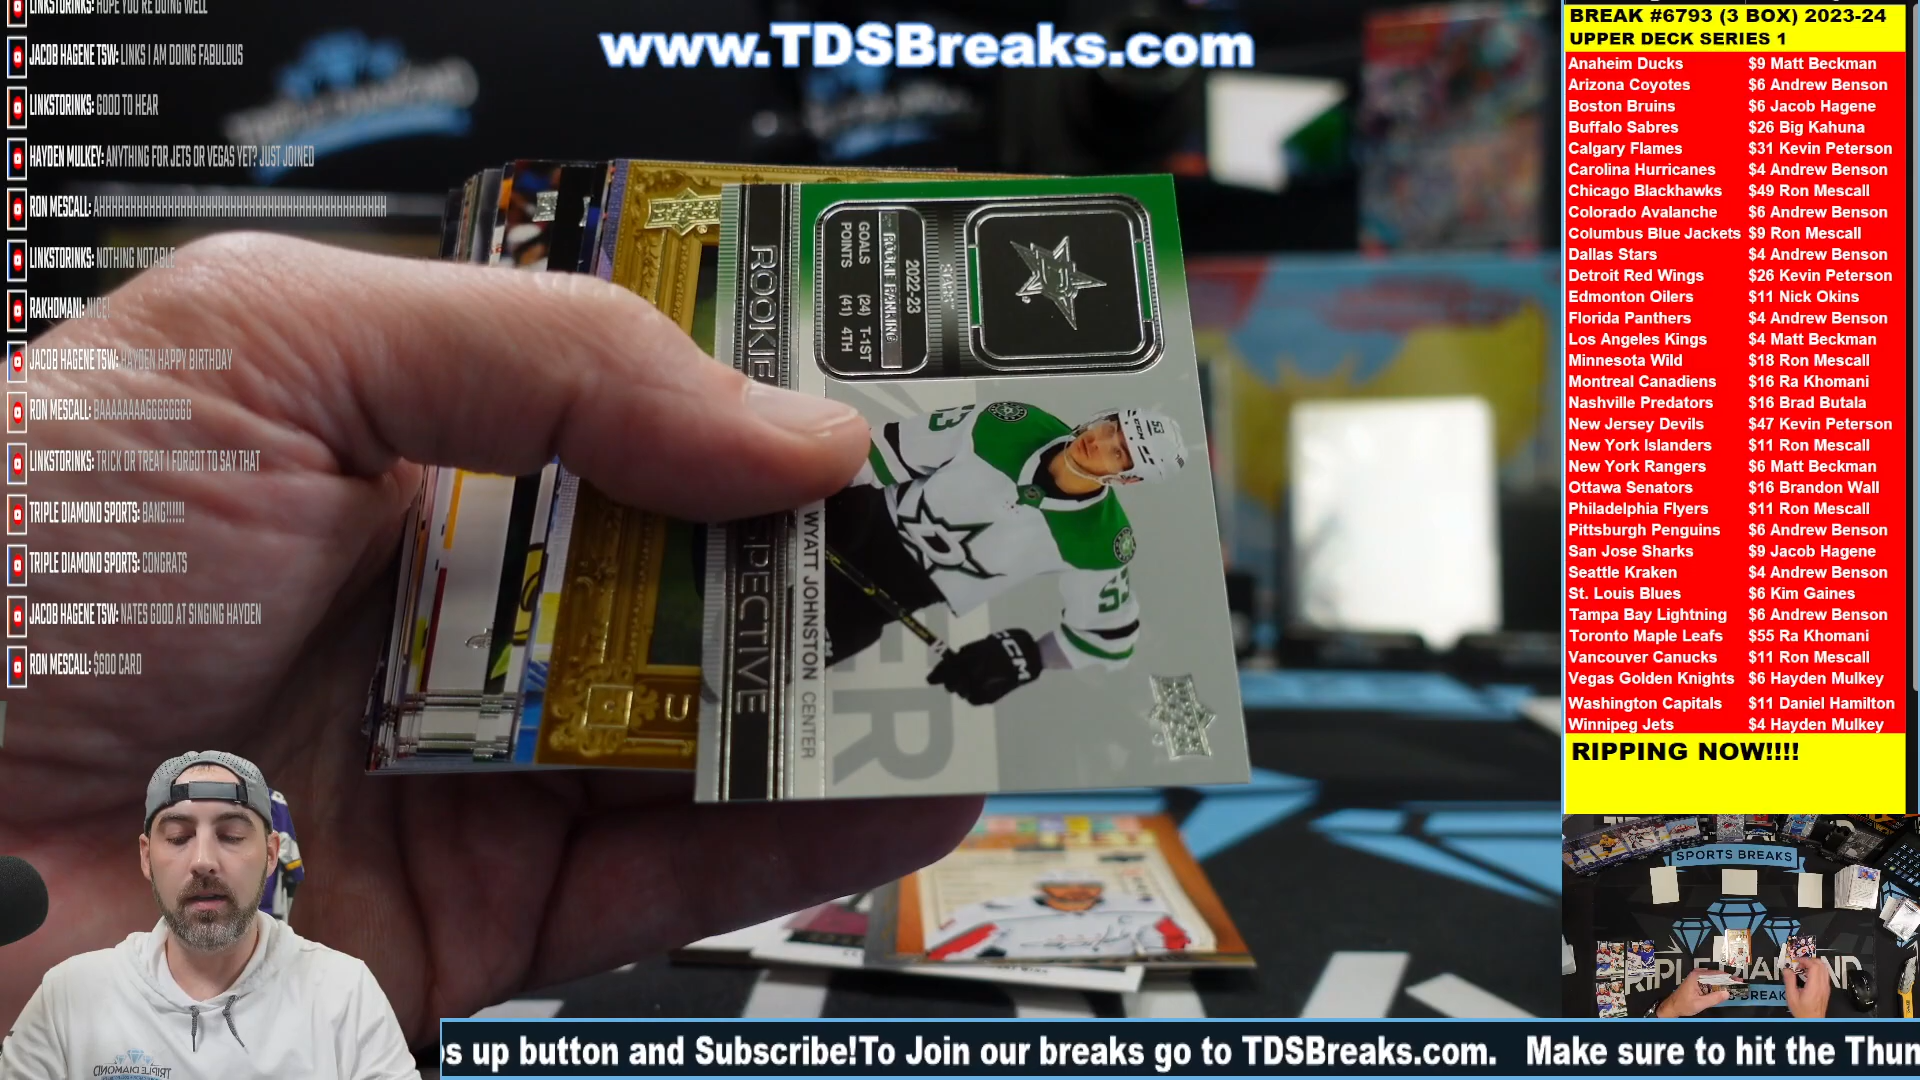 LINKSTORINKS: HOPE YOU'RE DOING WELL
JACOB HAGENE TSW: LINKS I AM DOING FABULOUS
LINKSTORINKS: GOOD TO HEAR
HAYDEN MULKEY: ANYTHING FOR JETS OR VEGAS YET? JUST JOINED
LINKSTORINKS: NOTHING NOTABLE
RAKHOMANI: NICE!
JACOB HAGENE TSW: HAYDEN HAPPY BIRTHDAY
LINKSTORINKS: TRICK OR TREAT I FORGOT TO SAY THAT
TRIPLE DIAMOND SPORTS: BANG!!!!!!
TRIPLE DIAMOND SPORTS: CONGRATS
JACOB HAGENE TSW: NATES GOOD AT SINGING HAYDEN
RON MESCALL: $600 CARD
www.TDSBreaks.com
ROOKIE
2022-23
ROOKIE RANKING
GOALS (24) T-1ST
POINTS (41) 4TH
STARS
WYATT JOHNSTON CENTER
53
CCM
BREAK #6793 (3 BOX) 2023-24
UPPER DECK SERIES 1
Anaheim Ducks $9 Matt Beckman
Arizona Coyotes $6 Andrew Benson
Boston Bruins $6 Jacob Hagene
Buffalo Sabres $26 Big Kahuna
Calgary Flames $31 Kevin Peterson
Carolina Hurricanes $4 Andrew Benson
Chicago Blackhawks $49 Ron Mescall
Colorado Avalanche $6 Andrew Benson
Columbus Blue Jackets $9 Ron Mescall
Dallas Stars $4 Andrew Benson
Detroit Red Wings $26 Kevin Peterson
Edmonton Oilers $11 Nick Okins
Florida Panthers $4 Andrew Benson
Los Angeles Kings $4 Matt Beckman
Minnesota Wild $18 Ron Mescall
Montreal Canadiens $16 Ra Khomani
Nashville Predators $16 Brad Butala
New Jersey Devils $47 Kevin Peterson
New York Islanders $11 Ron Mescall
New York Rangers $6 Matt Beckman
Ottawa Senators $16 Brandon Wall
Philadelphia Flyers $11 Ron Mescall
Pittsburgh Penguins $6 Andrew Benson
San Jose Sharks $9 Jacob Hagene
Seattle Kraken $4 Andrew Benson
St. Louis Blues $6 Kim Gaines
Tampa Bay Lightning $6 Andrew Benson
Toronto Maple Leafs $55 Ra Khomani
Vancouver Canucks $11 Ron Mescall
Vegas Golden Knights $6 Hayden Mulkey
Washington Capitals $11 Daniel Hamilton
Winnipeg Jets $4 Hayden Mulkey
RIPPING NOW!!!!
SPORTS BREAKS
TRIPLE DIAMOND
s up button and Subscribe!To Join our breaks go to TDSBreaks.com. Make sure to hit the Thum